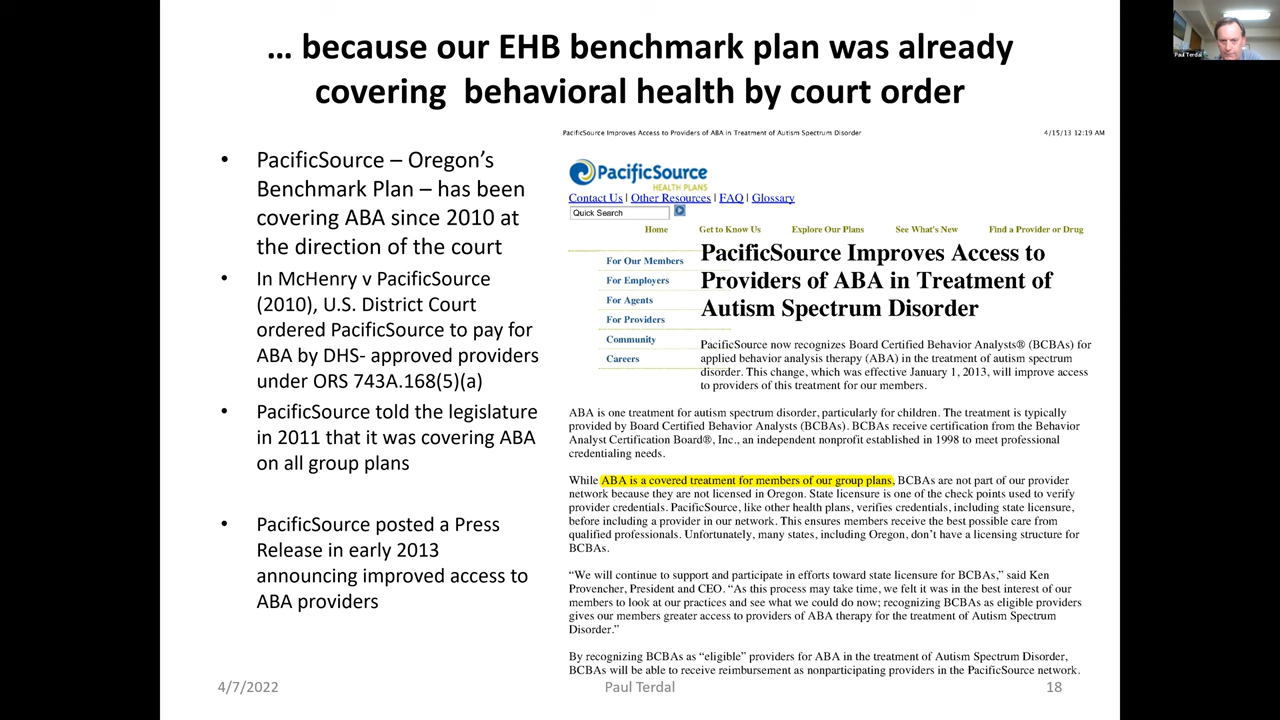 … because our EHB benchmark plan was already
covering behavioral health by court order
• PacificSource – Oregon's
Benchmark Plan – has been
covering ABA since 2010 at
the direction of the court
• In McHenry v PacificSource
(2010), U.S. District Court
ordered PacificSource to pay for
ABA by DHS- approved providers
under ORS 743A.168(5)(a)
• PacificSource told the legislature
in 2011 that it was covering ABA
on all group plans
• PacificSource posted a Press
Release in early 2013
announcing improved access to
ABA providers
PacificSource Improves Access to Providers of ABA in Treatment of Autism Spectrum Disorder 4/15/13 12:19 AM
PacificSource
HEALTH PLANS
Contact Us | Other Resources | FAQ | Glossary
Quick Search
Home Get to Know Us Explore Our Plans See What's New Find a Provider or Drug
For Our Members
For Employers
For Agents
For Providers
Community
Careers
PacificSource Improves Access to
Providers of ABA in Treatment of
Autism Spectrum Disorder
PacificSource now recognizes Board Certified Behavior Analysts® (BCBAs) for
applied behavior analysis therapy (ABA) in the treatment of autism spectrum
disorder. This change, which was effective January 1, 2013, will improve access
to providers of this treatment for our members.
ABA is one treatment for autism spectrum disorder, particularly for children. The treatment is typically
provided by Board Certified Behavior Analysts (BCBAs). BCBAs receive certification from the Behavior
Analyst Certification Board®, Inc., an independent nonprofit established in 1998 to meet professional
credentialing needs.
While ABA is a covered treatment for members of our group plans, BCBAs are not part of our provider
network because they are not licensed in Oregon. State licensure is one of the check points used to verify
provider credentials. PacificSource, like other health plans, verifies credentials, including state licensure,
before including a provider in our network. This ensures members receive the best possible care from
qualified professionals. Unfortunately, many states, including Oregon, don't have a licensing structure for
BCBAs.
“We will continue to support and participate in efforts toward state licensure for BCBAs,” said Ken
Provencher, President and CEO. “As this process may take time, we felt it was in the best interest of our
members to look at our practices and see what we could do now; recognizing BCBAs as eligible providers
gives our members greater access to providers of ABA therapy for the treatment of Autism Spectrum
Disorder.”
By recognizing BCBAs as “eligible” providers for ABA in the treatment of Autism Spectrum Disorder,
BCBAs will be able to receive reimbursement as nonparticipating providers in the PacificSource network.
4/7/2022 Paul Terdal 18
Paul Terdal